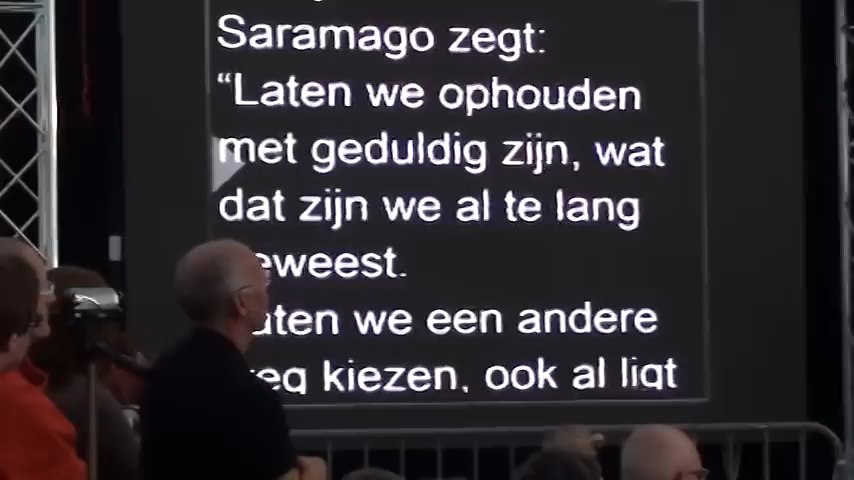 Saramago zegt:
“Laten we ophouden
met geduldig zijn, wat
dat zijn we al te lang
eweest.
aten we een andere
eg kiezen, ook al ligt